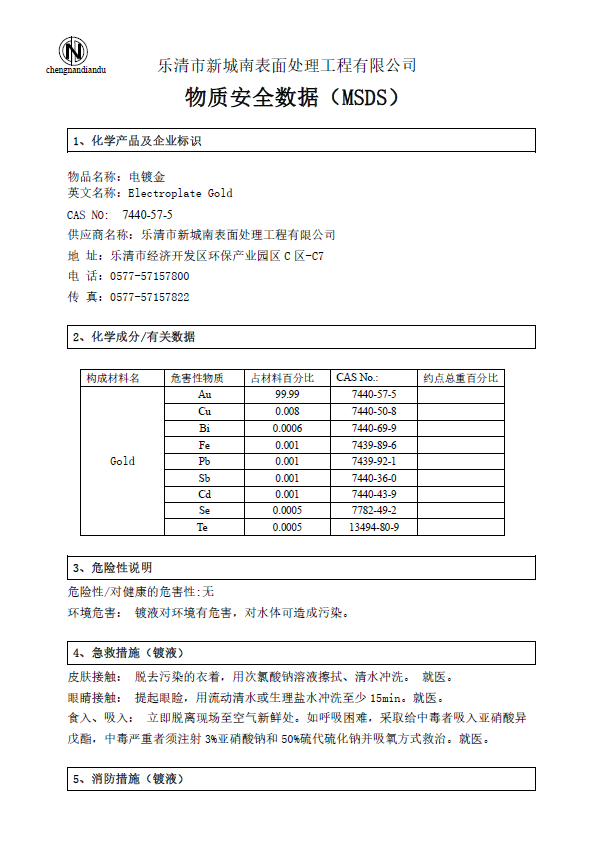 chengnandiandu
乐清市新城南表面处理工程有限公司
物质安全数据（MSDS）
1、化学产品及企业标识
物品名称：电镀金
英文名称：Electroplate Gold
CAS NO: 7440-57-5
供应商名称：乐清市新城南表面处理工程有限公司
地 址：乐清市经济开发区环保产业园区 C 区-C7
电 话：0577-57157800
传 真：0577-57157822
2、化学成分/有关数据
构成材料名 危害性物质 占材料百分比 CAS No.: 约点总重百分比
Au 99.99 7440-57-5
Cu 0.008 7440-50-8
Bi 0.0006 7440-69-9
Fe 0.001 7439-89-6
Gold Pb 0.001 7439-92-1
Sb 0.001 7440-36-0
Cd 0.001 7440-43-9
Se 0.0005 7782-49-2
Te 0.0005 13494-80-9
3、危险性说明
危险性/对健康的危害性:无
环境危害： 镀液对环境有危害，对水体可造成污染。
4、急救措施（镀液）
皮肤接触： 脱去污染的衣着，用次氯酸钠溶液擦拭、清水冲洗。 就医。
眼睛接触： 提起眼睑，用流动清水或生理盐水冲洗至少 15min。就医。
食入、吸入： 立即脱离现场至空气新鲜处。如呼吸困难，采取给中毒者吸入亚硝酸异
戊酯，中毒严重者须注射 3%亚硝酸钠和 50%硫代硫化钠并吸氧方式救治。就医。
5、消防措施（镀液）